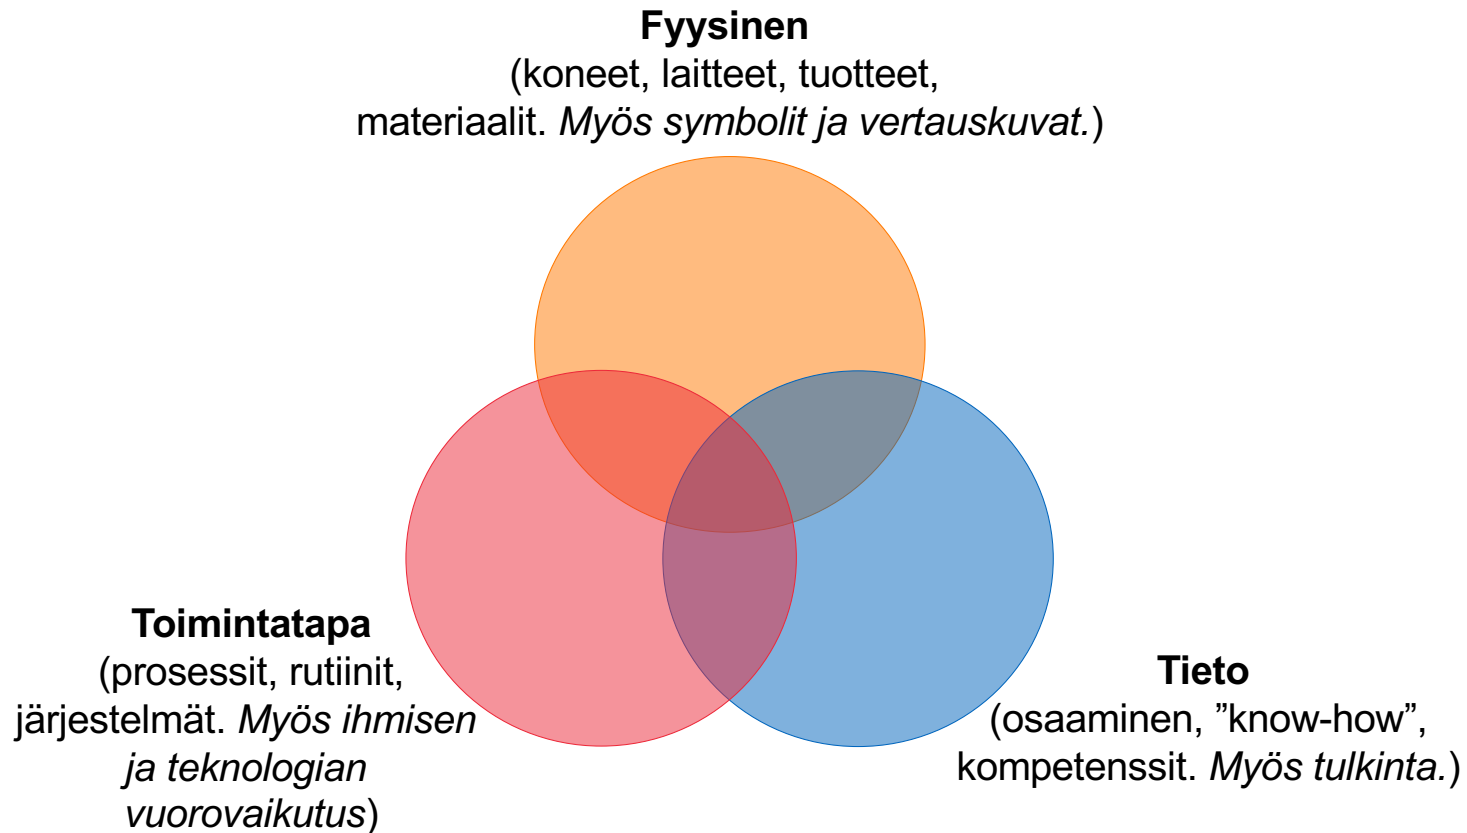 Fyysinen
(koneet, laitteet, tuotteet,
materiaalit. Myös symbolit ja vertauskuvat.)
Toimintatapa
(prosessit, rutiinit,
järjestelmät. Myös ihmisen
ja teknologian
vuorovaikutus)
Tieto
(osaaminen, ”know-how”,
kompetenssit. Myös tulkinta.)